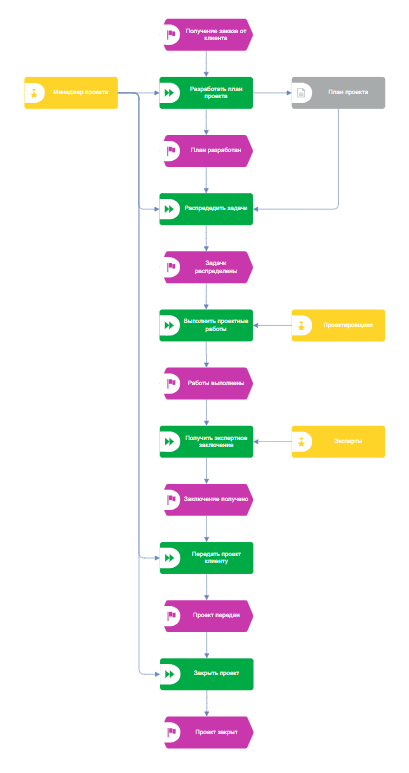 Получение заказа от
клиента
Менеджер проекта
Разработать план
проекта
План проекта
План разработан
Распределить задачи
Задачи
распределены
Выполнить проектные
работы
Проектировщики
Работы выполнены
Получить экспертное
заключение
Эксперты
Заключение получено
Передать проект
клиенту
Проект передан
Закрыть проект
Проект закрыт